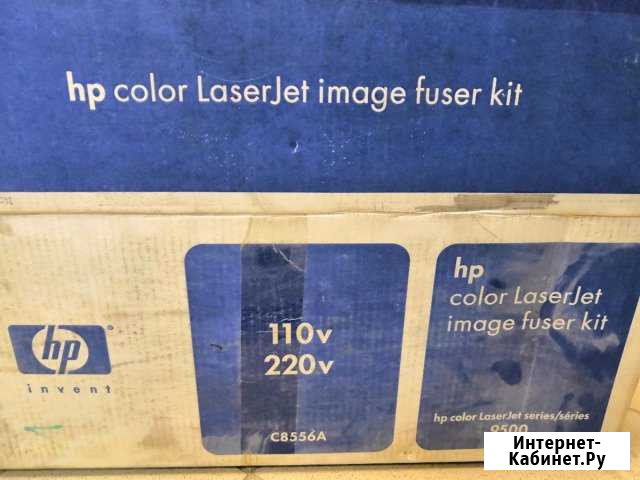 hp color LaserJet image fuser kit
hp
invent
110v
220v
C8556A
hp
color LaserJet
image fuser kit
hp color LaserJet series/séries
9500
Интернет-
Кабинет.Ру